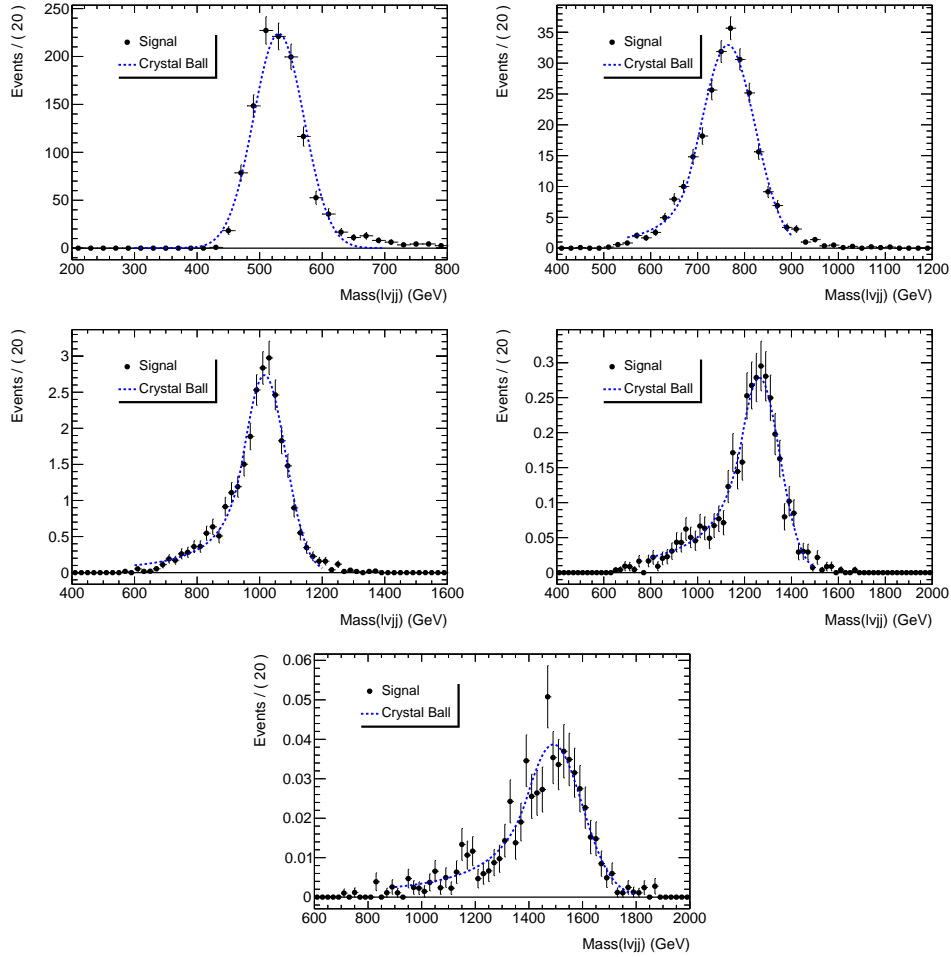 Events / ( 20 )
250
200
150
100
50
0
Signal
Crystal Ball
200 300 400 500 600 700 800
Mass(lvjj) (GeV)
Events / ( 20 )
35
30
25
20
15
10
5
0
Signal
Crystal Ball
400 500 600 700 800 900 1000 1100 1200
Mass(lvjj) (GeV)
Events / ( 20 )
3
2.5
2
1.5
1
0.5
0
Signal
Crystal Ball
400 600 800 1000 1200 1400 1600
Mass(lvjj) (GeV)
Events / ( 20 )
0.3
0.25
0.2
0.15
0.1
0.05
0
Signal
Crystal Ball
600 800 1000 1200 1400 1600 1800 2000
Mass(lvjj) (GeV)
Events / ( 20 )
0.06
0.05
0.04
0.03
0.02
0.01
0
Signal
Crystal Ball
600 800 1000 1200 1400 1600 1800 2000
Mass(lvjj) (GeV)